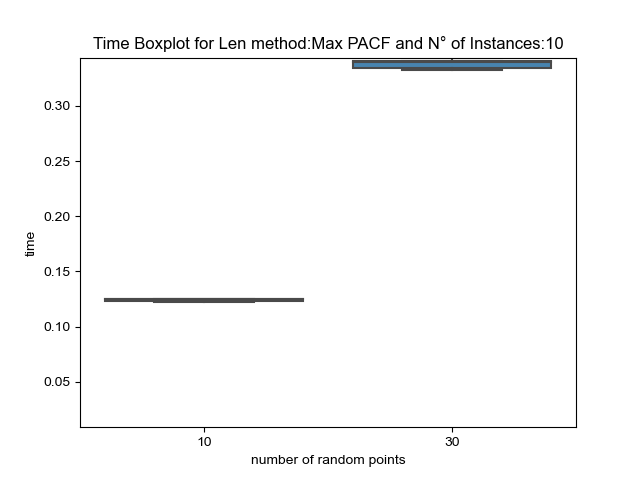 Time Boxplot for Len method:Max PACF and N° of Instances:10
0.30
0.25
0.20
0.15
0.10
0.05
time
10
30
number of random points